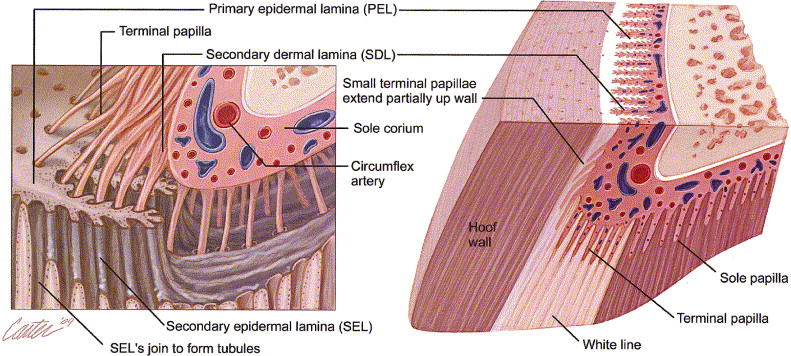 Primary epidermal lamina (PEL)
Terminal papilla
Secondary dermal lamina (SDL)
Small terminal papillae
extend partially up wall
Sole corium
Circumflex
artery
Hoof
wall
Sole papilla
Terminal papilla
White line
Secondary epidermal lamina (SEL)
SEL's join to form tubules
Carter '09